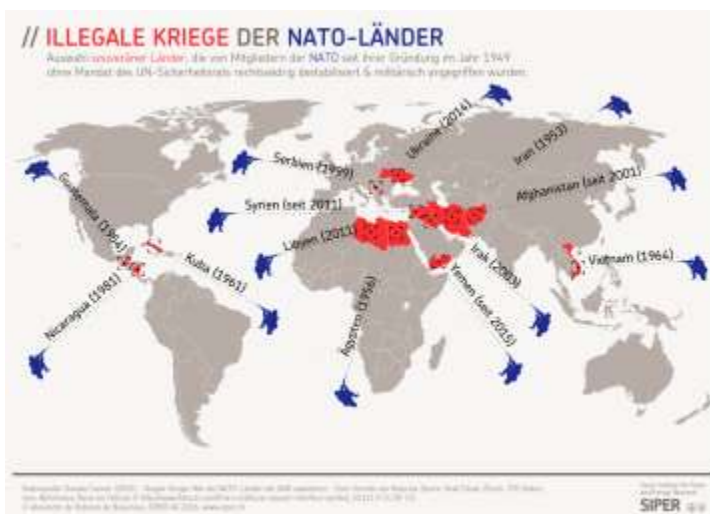 // ILLEGALE KRIEGE DER NATO-LÄNDER
Auswahl souveräner Länder, die von Mitgliedern der NATO seit ihrer Gründung im Jahr 1949
ohne Mandat des UN-Sicherheitsrats rechtswidrig destabilisiert & militärisch angegriffen wurden.
Ukraine (2014)
Iran (1953)
Serbien (1999)
Guatemala (1954)
Afghanistan (seit 2001)
Syrien (seit 2011)
Libyen (2011)
Vietnam (1964)
Kuba (1961)
Irak (2003)
Nicaragua (1981)
Ägypten (1956)
Yemen (seit 2015)
SIPER